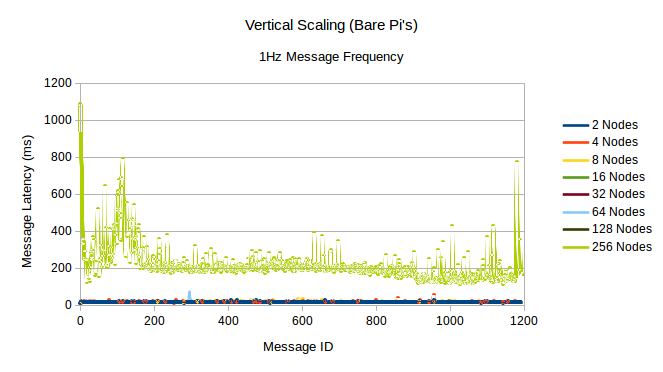 Vertical Scaling (Bare Pi's)
1Hz Message Frequency
Message Latency (ms)
1200
1000
800
600
400
200
0
0 200 400 600 800 1000 1200
Message ID
2 Nodes
4 Nodes
8 Nodes
16 Nodes
32 Nodes
64 Nodes
128 Nodes
256 Nodes